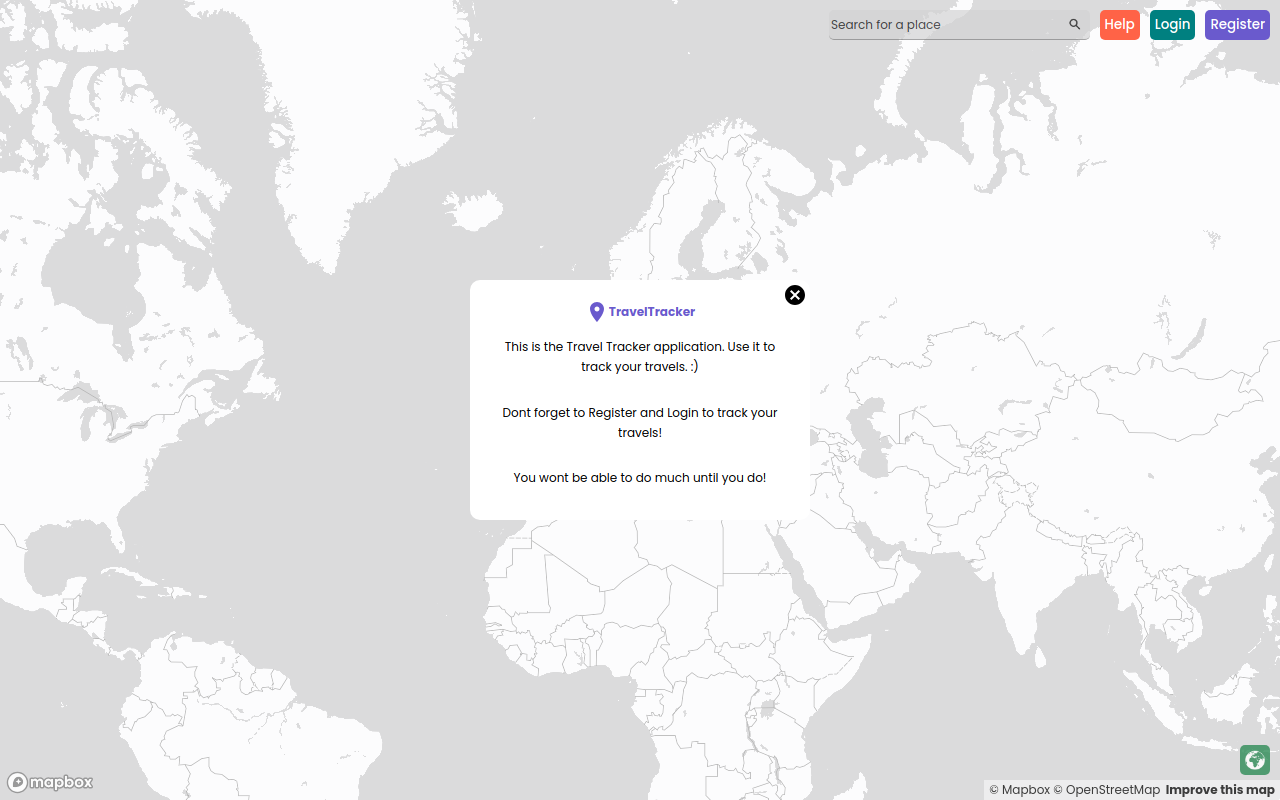 Search for a place
Help
Login
Register
TravelTracker
This is the Travel Tracker application. Use it to
track your travels. :)
Dont forget to Register and Login to track your
travels!
You wont be able to do much until you do!
mapbox
© Mapbox © OpenStreetMap Improve this map